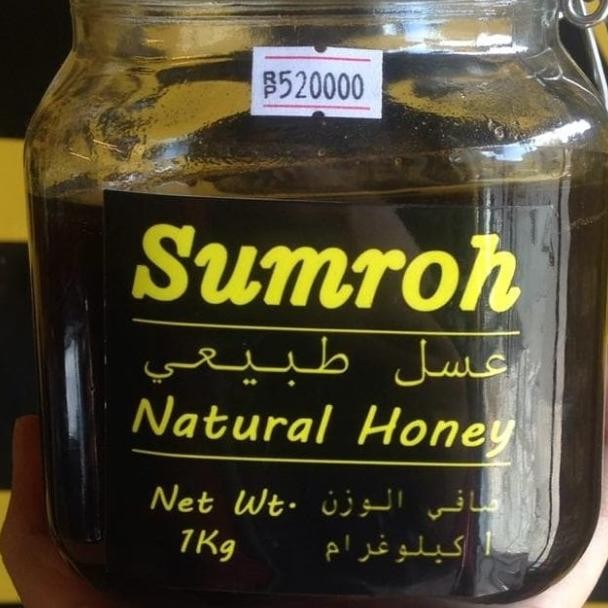 RP520000
Sumroh
عسل طبيعي
Natural Honey
Net Wt. صافي الوزن
1Kg ١ كيلوغرام